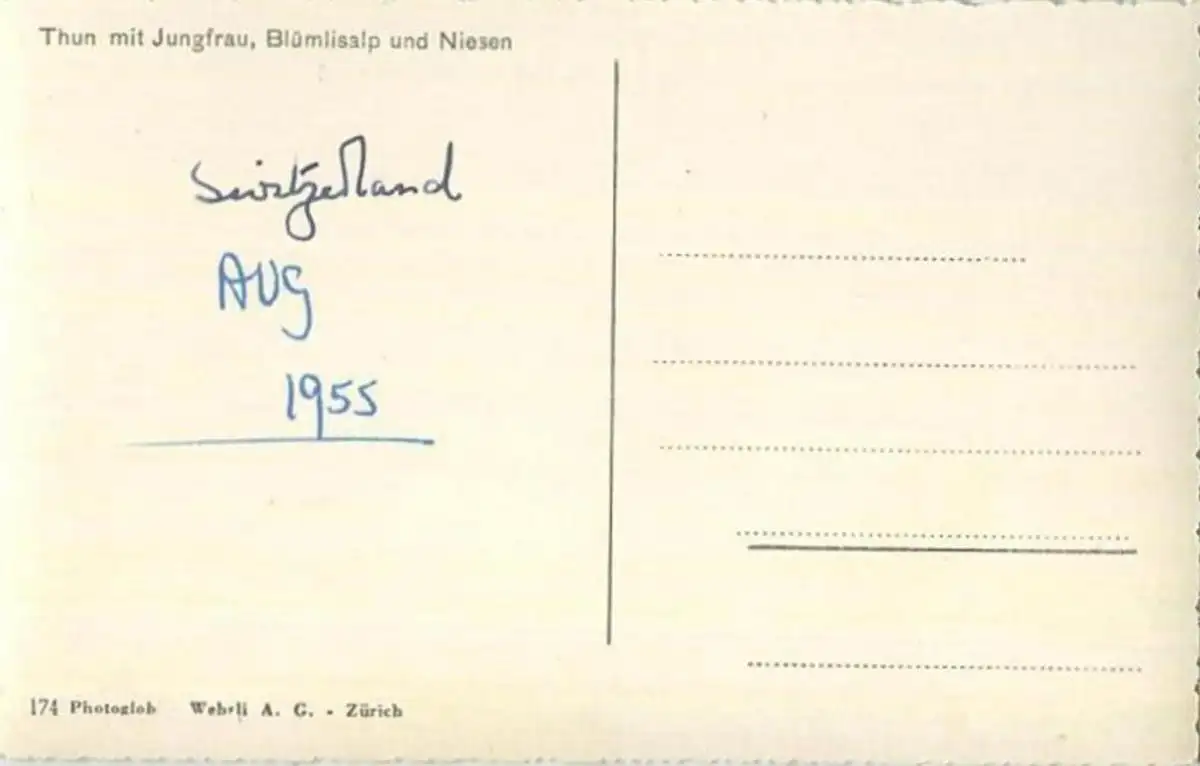 Thun mit Jungfrau, Blümlisalp und Niesen
Switzerland
AUG
1955
174 Photoglob Wehrli A. G. - Zürich